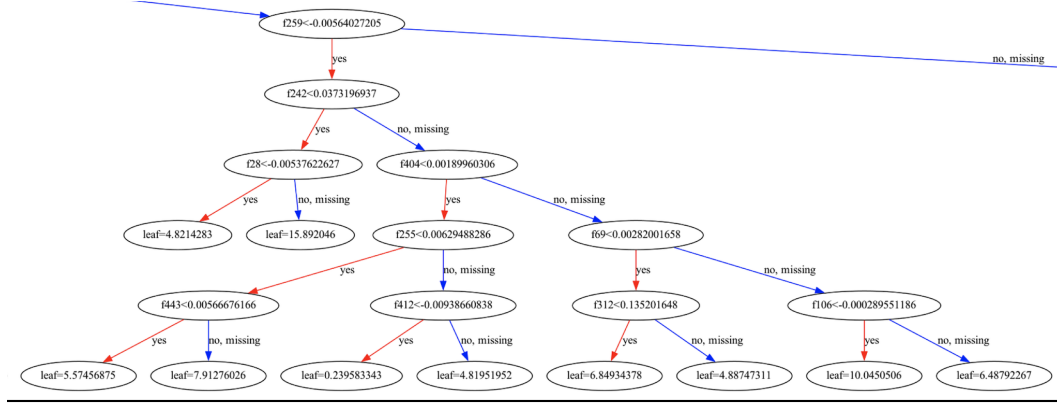 f259<-0.00564027205
no, missing
yes
f242<0.0373196937
yes
no, missing
f28<-0.00537622627
f404<0.00189960306
yes
no, missing
yes
no, missing
leaf=4.8214283
leaf=15.892046
f255<0.00629488286
f69<0.00282001658
yes
no, missing
yes
no, missing
f443<0.00566676166
f412<-0.00938660838
f312<0.135201648
f106<-0.000289551186
yes
no, missing
yes
no, missing
yes
no, missing
yes
no, missing
leaf=5.57456875
leaf=7.91276026
leaf=0.239583343
leaf=4.81951952
leaf=6.84934378
leaf=4.88747311
leaf=10.0450506
leaf=6.48792267